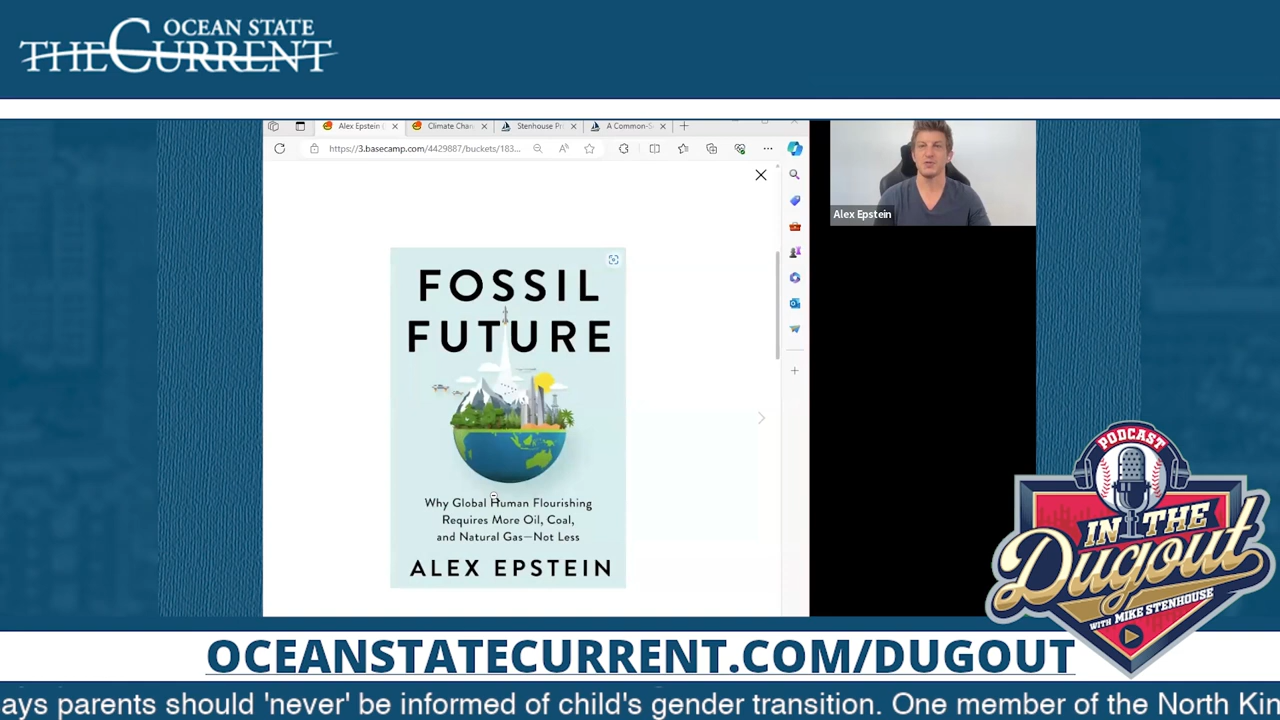 OCEAN STATE
THE CURRENT
Alex Epstein (
Climate Chan
Stenhouse Pr
A Common-S
https://3.basecamp.com/4429887/buckets/183...
Alex Epstein
FOSSIL
FUTURE
Why Global Human Flourishing
Requires More Oil, Coal,
and Natural Gas—Not Less
ALEX EPSTEIN
PODCAST
IN THE
Dugout
WITH MIKE STENHOUSE
OCEANSTATECURRENT.COM/DUGOUT
ays parents should 'never' be informed of child's gender transition. One member of the North Kin